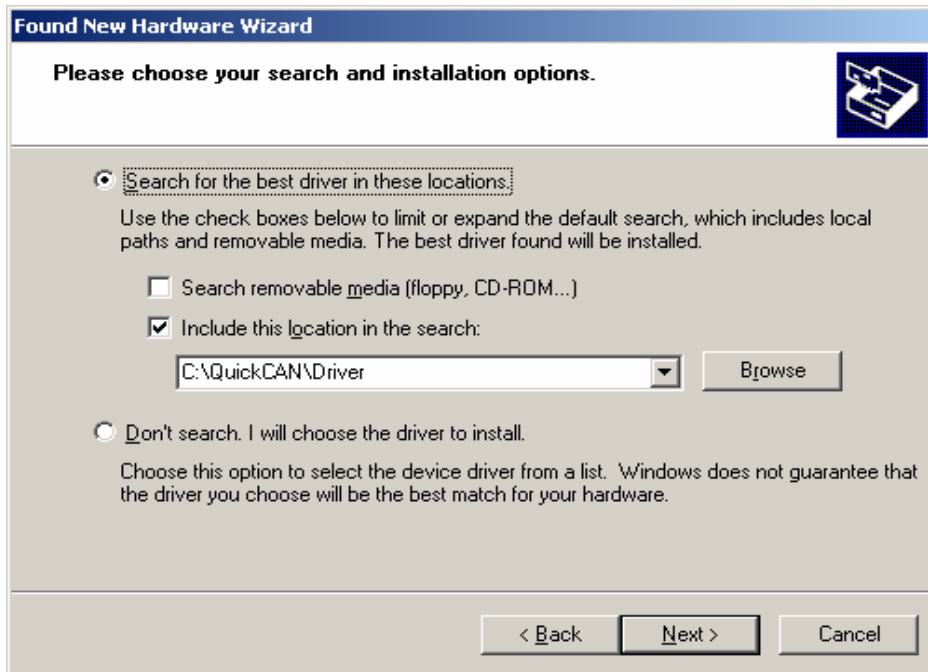 Found New Hardware Wizard
Please choose your search and installation options.
Search for the best driver in these locations.
Use the check boxes below to limit or expand the default search, which includes local
paths and removable media. The best driver found will be installed.
Search removable media (floppy, CD-ROM...)
Include this location in the search:
C:\QuickCAN\Driver
Browse
Don't search. I will choose the driver to install.
Choose this option to select the device driver from a list. Windows does not guarantee that
the driver you choose will be the best match for your hardware.
< Back
Next >
Cancel